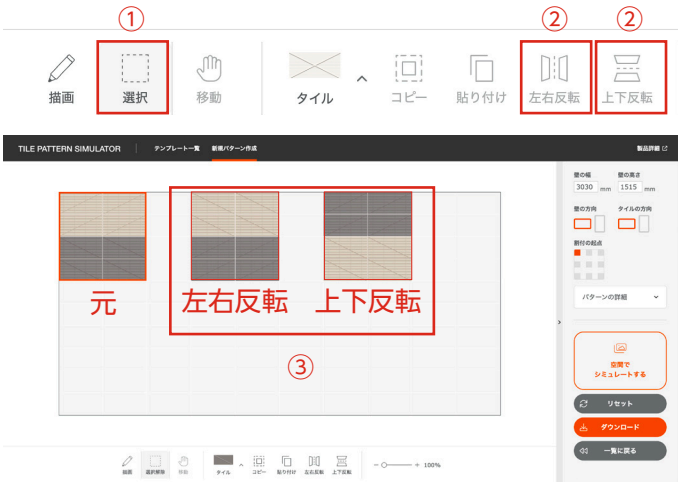 ① ② ②
描画 選択 移動 タイル コピー 貼り付け 左右反転 上下反転
TILE PATTERN SIMULATOR テンプレート一覧 新規パターン作成 製品詳細
壁の幅 壁の高さ
3030 mm 1515 mm
壁の方向 タイルの方向
割付の起点
パターンの詳細
元 左右反転 上下反転
③
空間で
シミュレートする
リセット
ダウンロード
一覧に戻る
描画 選択解除 移動 タイル コピー 貼り付け 左右反転 上下反転 − + 100%